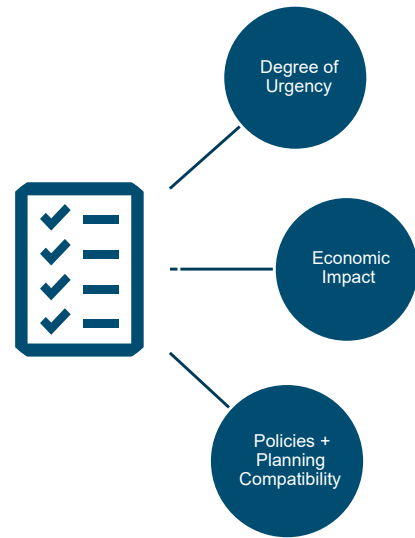 Degree of
Urgency
Economic
Impact
Policies +
Planning
Compatibility